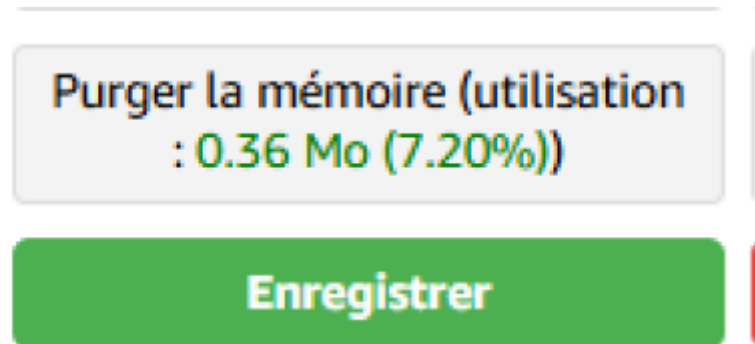 Purger la mémoire (utilisation
: 0.36 Mo (7.20%))
Enregistrer